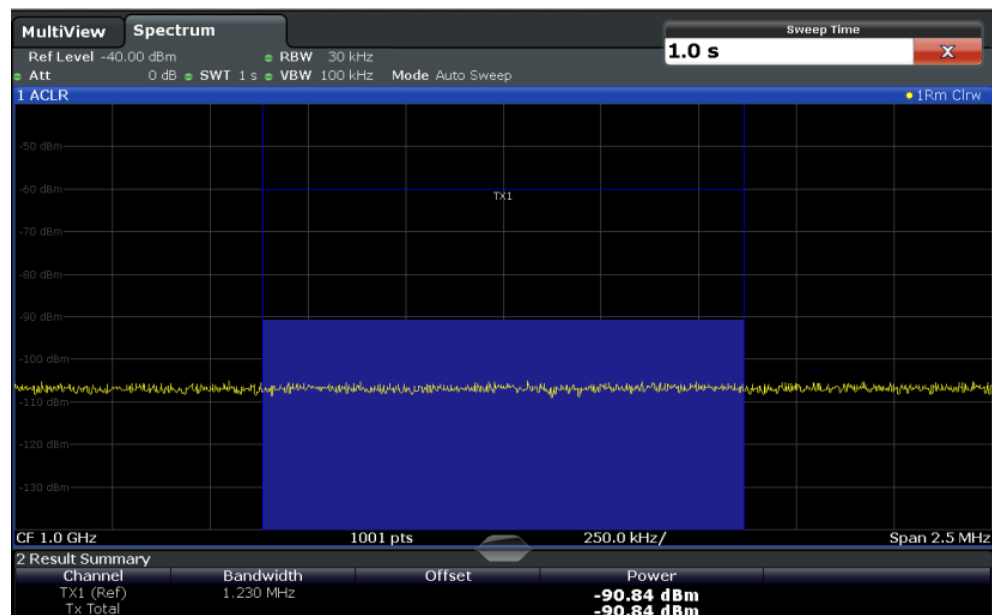 MultiView Spectrum
Sweep Time
1.0 s X
Ref Level -40.00 dBm RBW 30 kHz
Att 0 dB SWT 1 s VBW 100 kHz Mode Auto Sweep
1 ACLR 1Rm Clrw
-50 dBm
-60 dBm
TX1
-70 dBm
-80 dBm
-90 dBm
-100 dBm
-110 dBm
-120 dBm
-130 dBm
CF 1.0 GHz 1001 pts 250.0 kHz/ Span 2.5 MHz
2 Result Summary
Channel Bandwidth Offset Power
TX1 (Ref) 1.230 MHz -90.84 dBm
Tx Total -90.84 dBm